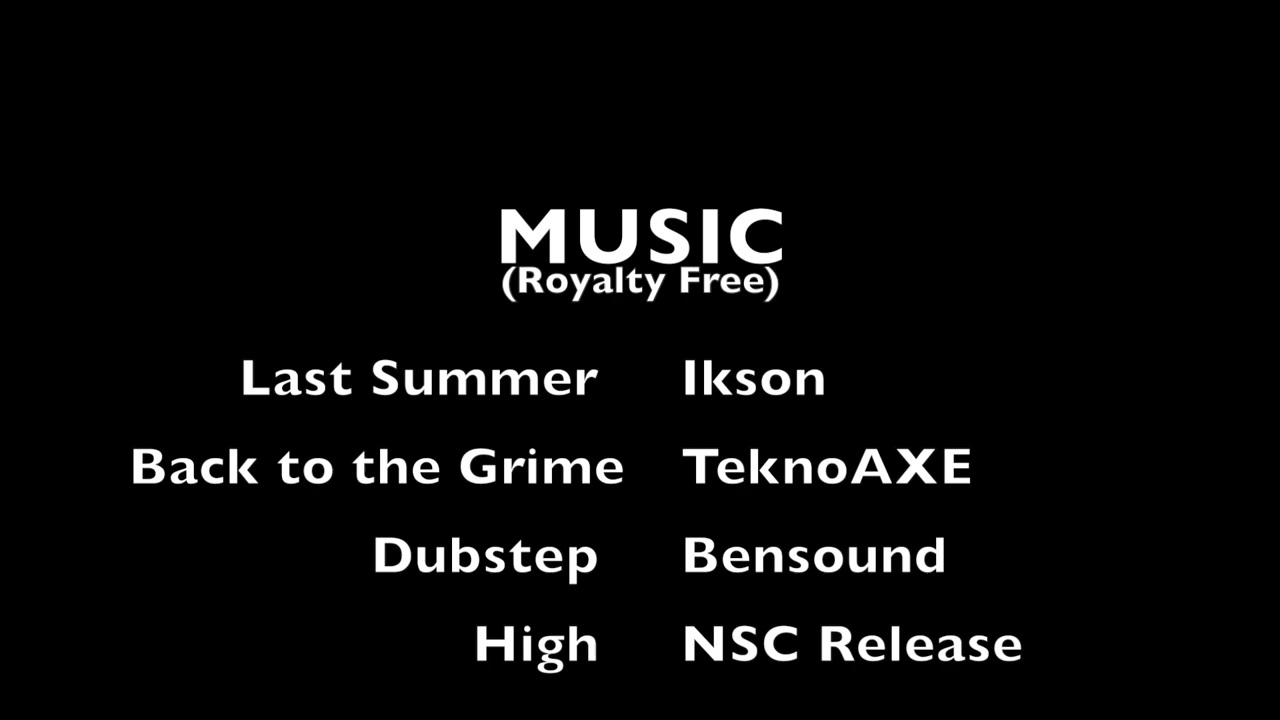 MUSIC
(Royalty Free)
Last Summer Ikson
Back to the Grime TeknoAXE
Dubstep Bensound
High NSC Release